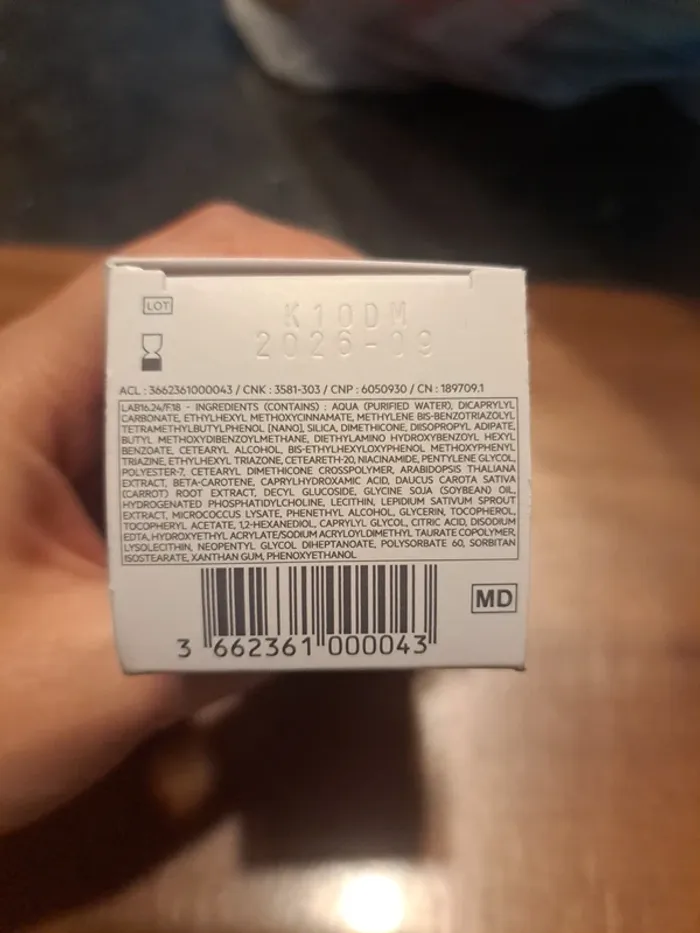 LOT
K10DM
2026-09
ACL : 3662361000043 / CNK : 3581-303 / CNP : 6050930 / CN : 189709.1
LAB16.24/F18 - INGREDIENTS (CONTAINS) : AQUA (PURIFIED WATER), DICAPRYLYL
CARBONATE, ETHYLHEXYL METHOXYCINNAMATE, METHYLENE BIS-BENZOTRIAZOLYL
TETRAMETHYLBUTYLPHENOL [NANO], SILICA, DIMETHICONE, DIISOPROPYL ADIPATE,
BUTYL METHOXYDIBENZOYLMETHANE, DIETHYLAMINO HYDROXYBENZOYL HEXYL
BENZOATE, CETEARYL ALCOHOL, BIS-ETHYLHEXYLOXYPHENOL METHOXYPHENYL
TRIAZINE, ETHYLHEXYL TRIAZONE, CETEARETH-20, NIACINAMIDE, PENTYLENE GLYCOL,
POLYESTER-7, CETEARYL DIMETHICONE CROSSPOLYMER, ARABIDOPSIS THALIANA
EXTRACT, BETA-CAROTENE, CAPRYLHYDROXAMIC ACID, DAUCUS CAROTA SATIVA
(CARROT) ROOT EXTRACT, DECYL GLUCOSIDE, GLYCINE SOJA (SOYBEAN) OIL,
HYDROGENATED PHOSPHATIDYLCHOLINE, LECITHIN, LEPIDIUM SATIVUM SPROUT
EXTRACT, MICROCOCCUS LYSATE, PHENETHYL ALCOHOL, GLYCERIN, TOCOPHEROL,
TOCOPHERYL ACETATE, 1,2-HEXANEDIOL, CAPRYLYL GLYCOL, CITRIC ACID, DISODIUM
EDTA, HYDROXYETHYL ACRYLATE/SODIUM ACRYLOYLDIMETHYL TAURATE COPOLYMER,
LYSOLECITHIN, NEOPENTYL GLYCOL DIHEPTANOATE, POLYSORBATE 60, SORBITAN
ISOSTEARATE, XANTHAN GUM, PHENOXYETHANOL
MD
3 662361 000043